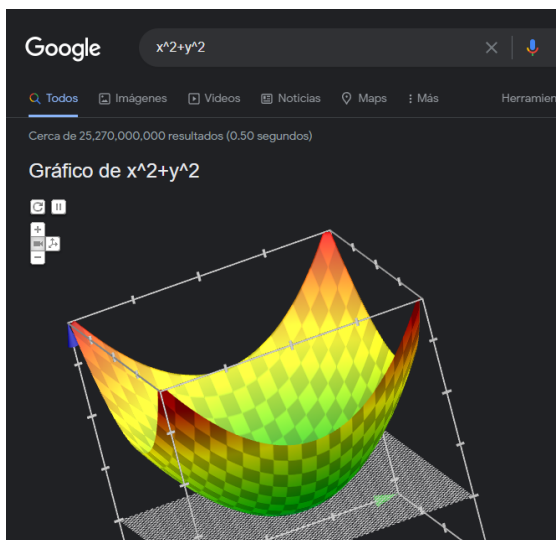 Google
x^2+y^2
Todos Imágenes Videos Noticias Maps Más Herramien
Cerca de 25,270,000,000 resultados (0.50 segundos)
Gráfico de x^2+y^2